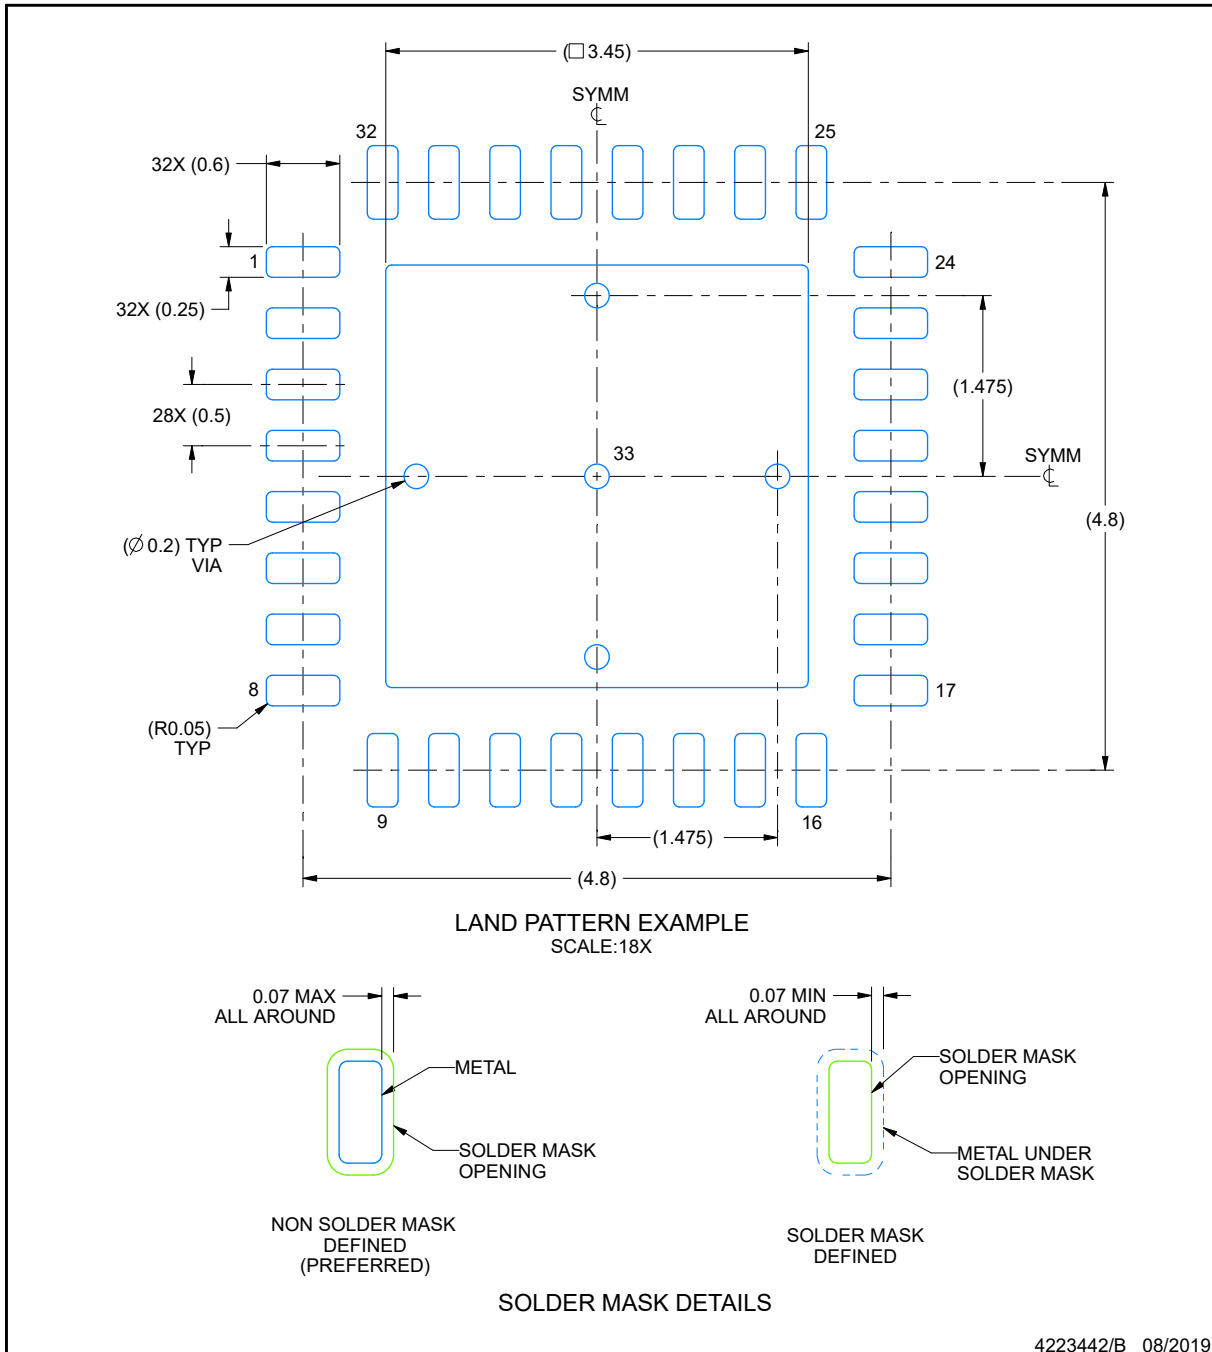 (□ 3.45)
SYMM
℄
32
25
32X (0.6)
1
24
32X (0.25)
(1.475)
28X (0.5)
33
SYMM
℄
(4.8)
(Ø 0.2) TYP
VIA
8
17
(R0.05)
TYP
9
16
(1.475)
(4.8)
LAND PATTERN EXAMPLE
SCALE:18X
0.07 MAX
ALL AROUND
METAL
SOLDER MASK
OPENING
NON SOLDER MASK
DEFINED
(PREFERRED)
0.07 MIN
ALL AROUND
SOLDER MASK
OPENING
METAL UNDER
SOLDER MASK
SOLDER MASK
DEFINED
SOLDER MASK DETAILS
4223442/B 08/2019